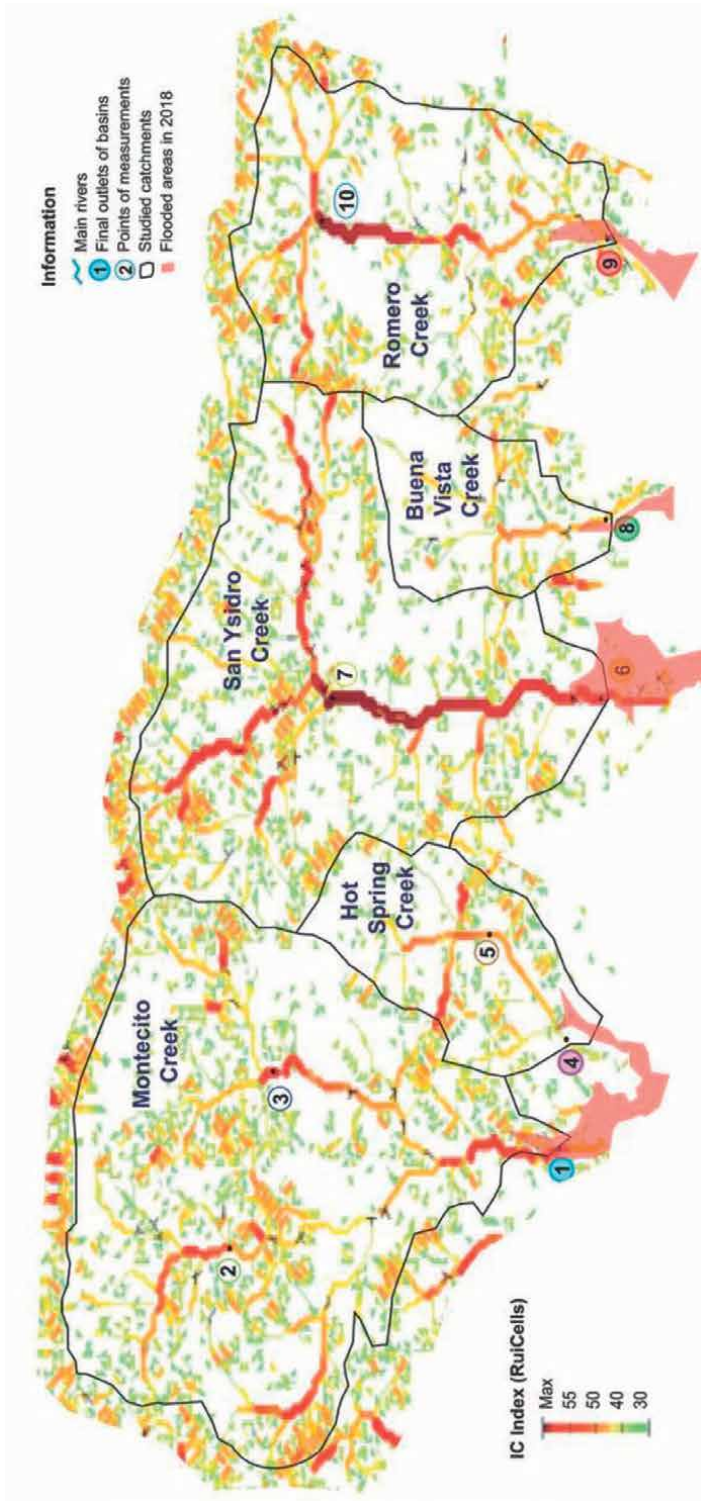 Information
Main rivers
1 Final outlets of basins
2 Points of measurements
Studied catchments
Flooded areas in 2018
Montecito
Creek
Hot
Spring
Creek
San Ysidro
Creek
Buena
Vista
Creek
Romero
Creek
1
2
3
4
5
6
7
8
9
10
IC Index (RuiCells)
Max
55
50
40
30